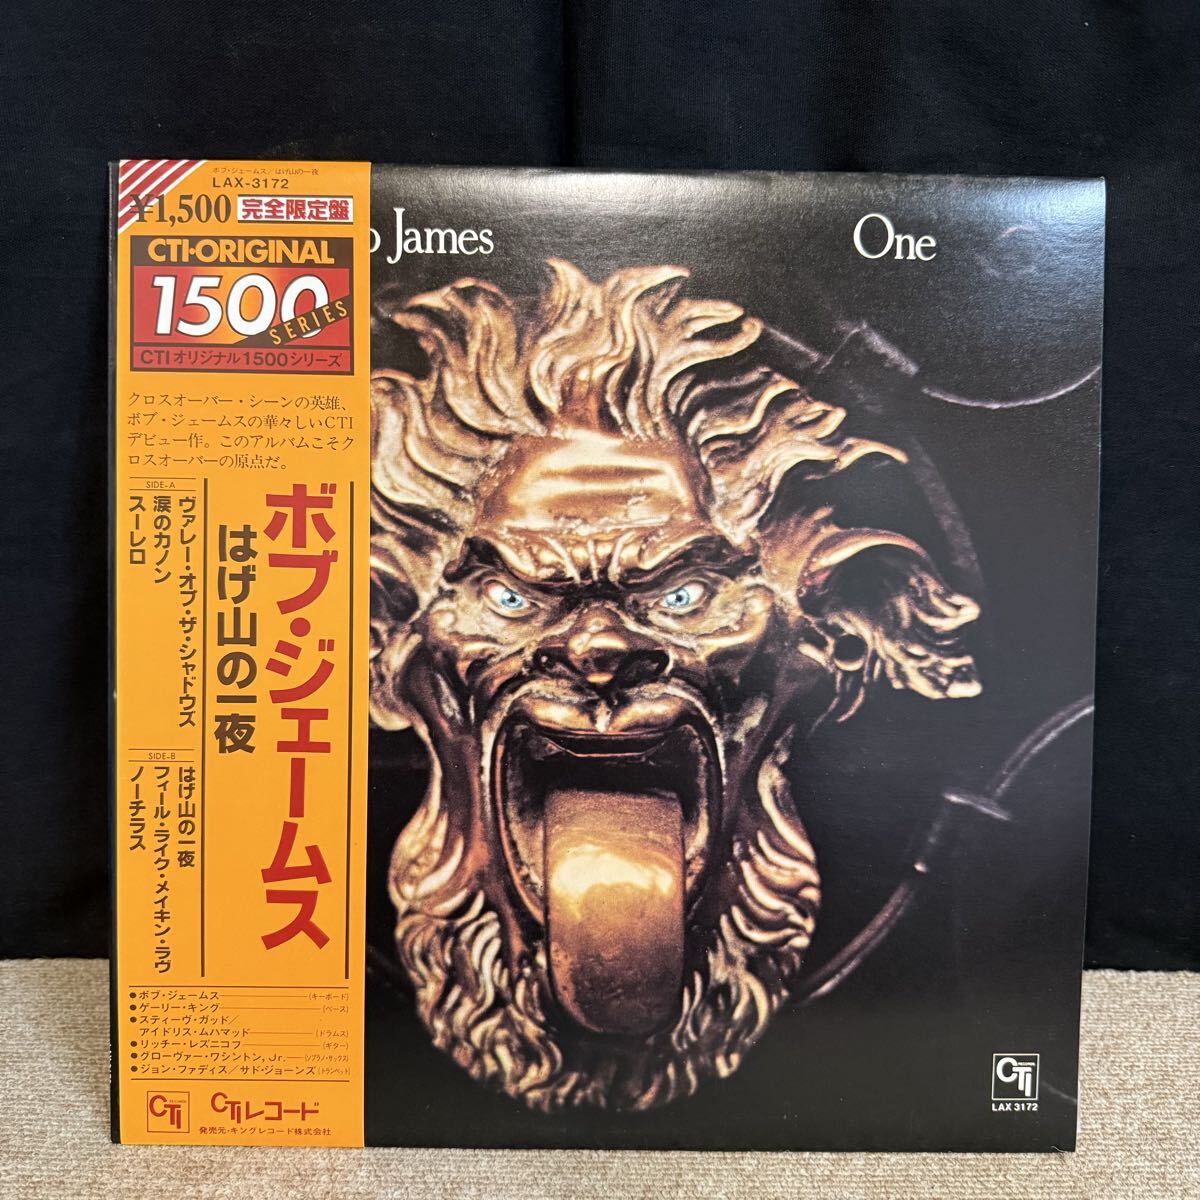 ボブ・ジェームス／はげ山の一夜
LAX-3172
¥1,500 完全限定盤
CTI・ORIGINAL
1500
SERIES
CTIオリジナル1500シリーズ
クロスオーバー・シーンの英雄、
ボブ・ジェームスの華々しいCTI
デビュー作。このアルバムこそク
ロスオーバーの原点だ。
ボブ・ジェームス
はげ山の一夜
SIDE-A
ヴァレー・オブ・ザ・シャドウズ
涙のカノン
スーレロ
SIDE-B
はげ山の一夜
フィール・ライク・メイキン・ラヴ
ノーチラス
●ボブ・ジェームス——(キーボード)
●ゲーリー・キング——(ベース)
●スティーヴ・ガッド／
アイドリス・ムハマッド——(ドラムス)
●リッチー・レズニコフ——(ギター)
●グローヴァー・ワシントン, Jr.——(ソプラノ・サックス)
●ジョン・ファディス／サド・ジョーンズ(トランペット)
CTI
CTIレコード
発売元・キングレコード株式会社
o James
One
CTI
LAX 3172